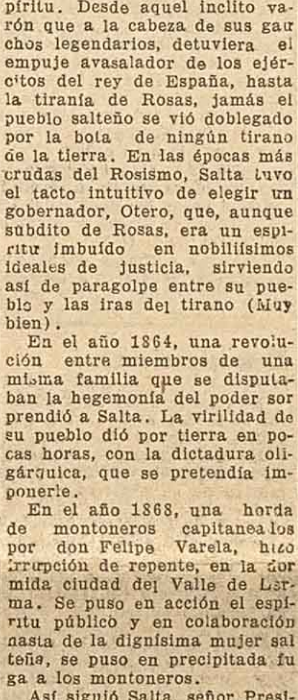 píritu. Desde aquel inclito va-
rón que a la cabeza de sus gau
chos legendarios, detuviera el
empuje avasalador de los ejér-
citos del rey de España, hasta
la tiranía de Rosas, jamás el
pueblo salteño se vió doblegado
por la bota de ningún tirano
de la tierra. En las épocas más
crudas del Rosismo, Salta tuvo
el tacto intuitivo de elegir un
gobernador, Otero, que, aunque
subdito de Rosas, era un espi-
ritu imbuído en nobilíisimos
ideales de justicia, sirviendo
asi de paragolpe entre su pue-
blo y las iras del tirano (Muy
bien).
En el año 1864, una revolu-
ción entre miembros de una
misma familia que se disputa-
ban la hegemonía del poder sor
prendió a Salta. La virilidad de
su pueblo dió por tierra en po-
cas horas, con la dictadura oli-
gárquica, que se pretendía im-
ponerle.
En el año 1868, una horda
de montoneros capitaneados
por don Felipe Varela, hizo
irrupción de repente, en la dor
mida ciudad del Valle de Ler-
ma. Se puso en acción el espí-
ritu público y en colaboración
hasta de la dignísima mujer sal
teña, se puso en precipitada fu
ga a los montoneros.
Así siguió Salta, señor Presi-